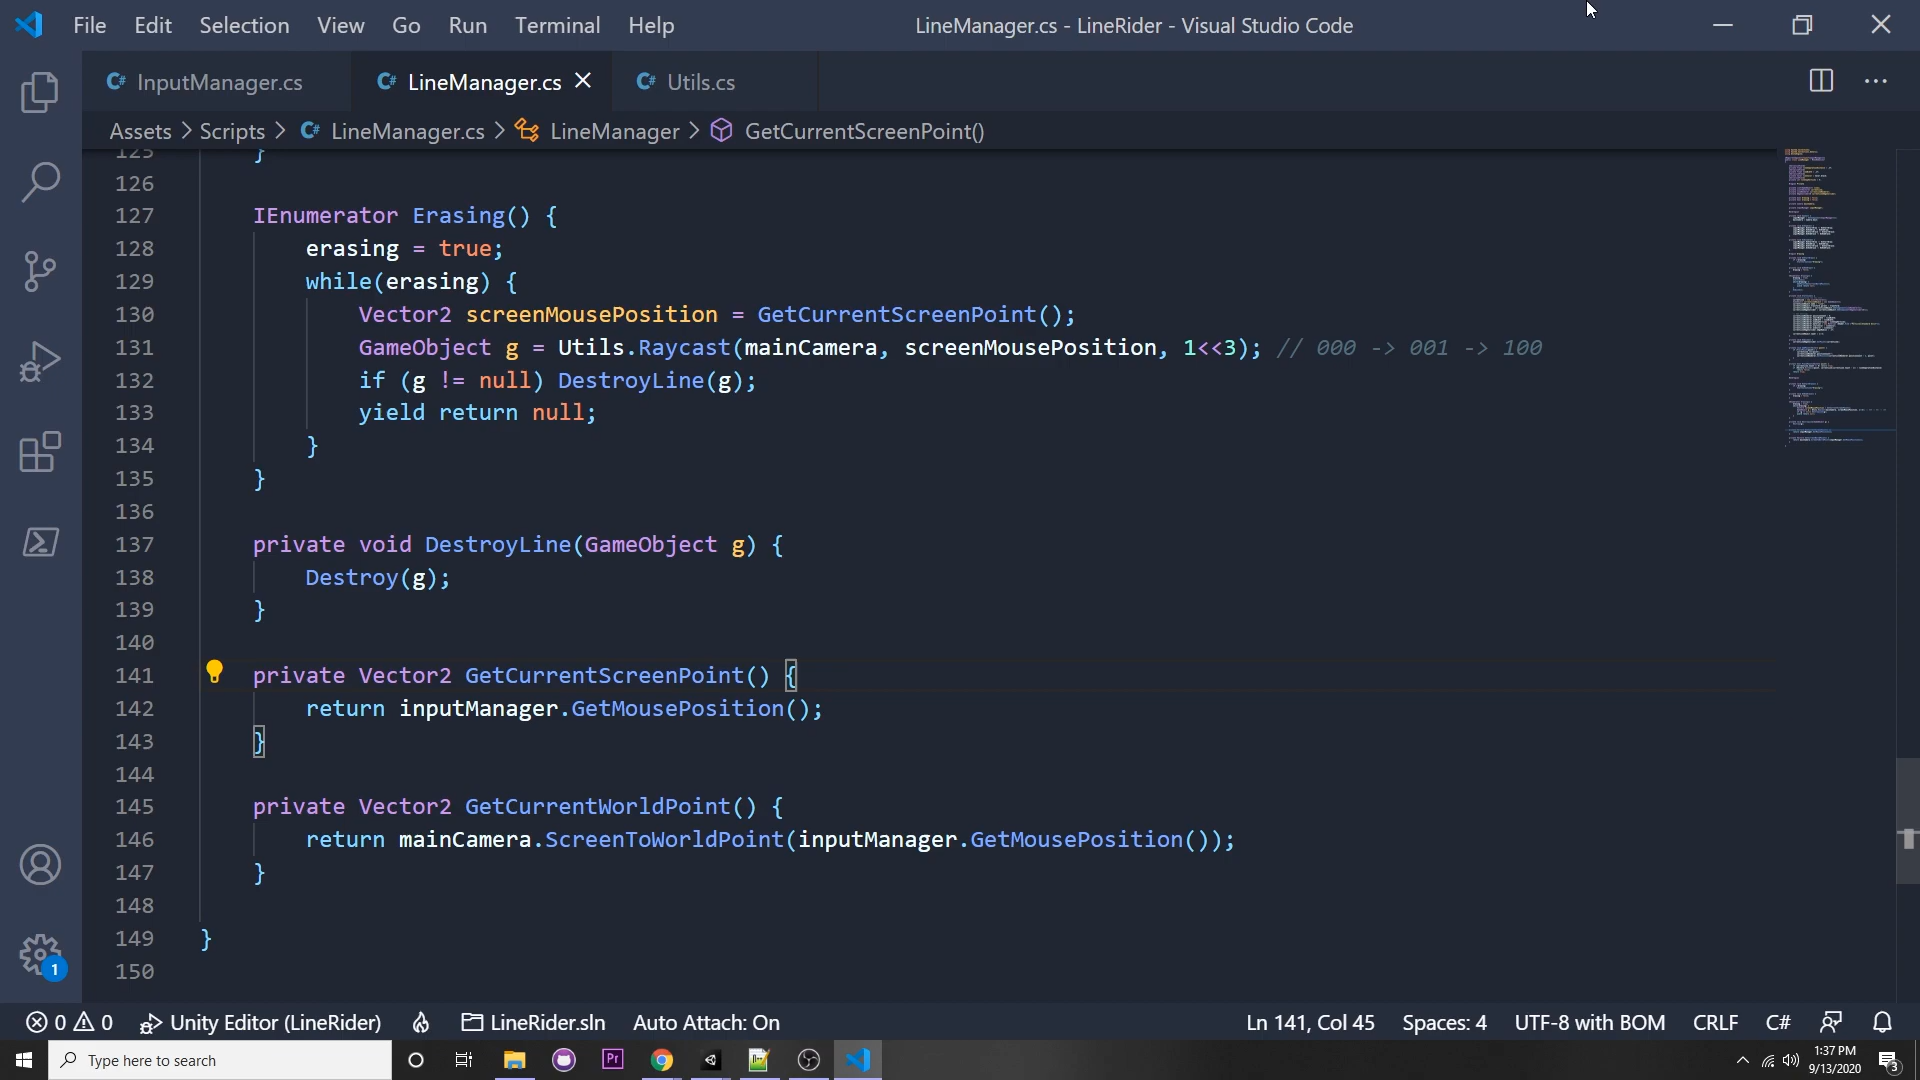 File Edit Selection View Go Run Terminal Help LineManager.cs - LineRider - Visual Studio Code
C# InputManager.cs C# LineManager.cs C# Utils.cs
Assets > Scripts > C# LineManager.cs > LineManager > GetCurrentScreenPoint()
125 }
126
127 IEnumerator Erasing() {
128 erasing = true;
129 while(erasing) {
130 Vector2 screenMousePosition = GetCurrentScreenPoint();
131 GameObject g = Utils.Raycast(mainCamera, screenMousePosition, 1<<3); // 000 -> 001 -> 100
132 if (g != null) DestroyLine(g);
133 yield return null;
134 }
135 }
136
137 private void DestroyLine(GameObject g) {
138 Destroy(g);
139 }
140
141 private Vector2 GetCurrentScreenPoint() {
142 return inputManager.GetMousePosition();
143 }
144
145 private Vector2 GetCurrentWorldPoint() {
146 return mainCamera.ScreenToWorldPoint(inputManager.GetMousePosition());
147 }
148
149 }
150
1
0 0 Unity Editor (LineRider) LineRider.sln Auto Attach: On Ln 141, Col 45 Spaces: 4 UTF-8 with BOM CRLF C#
Type here to search Pr 1:37 PM
9/13/2020 3